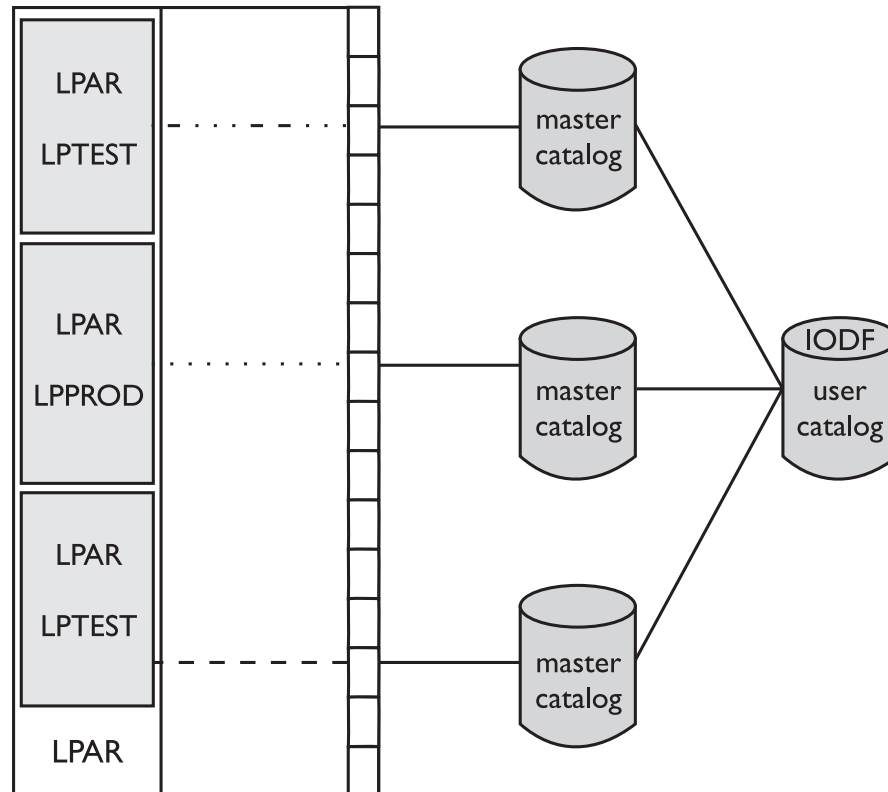 LPAR
LPTEST
master
catalog
LPAR
LPPROD
master
catalog
IODF
user
catalog
LPAR
LPTEST
master
catalog
LPAR